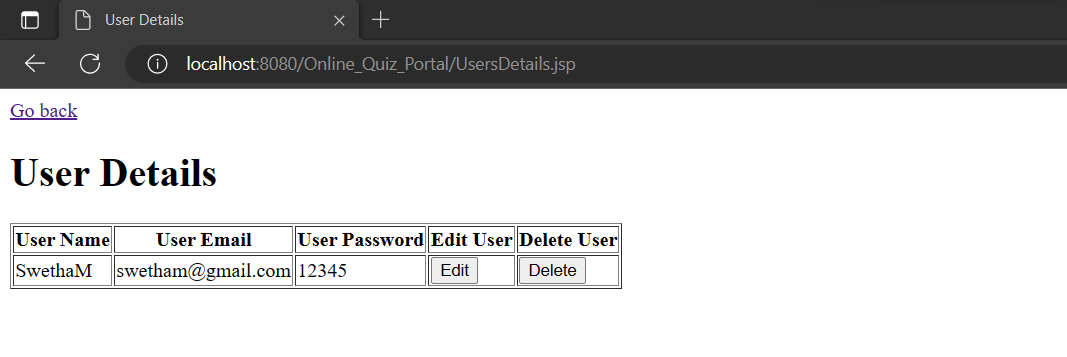 User Details
localhost:8080/Online_Quiz_Portal/UsersDetails.jsp
Go back
User Details
User Name User Email User Password Edit User Delete User
SwethaM swetham@gmail.com 12345 Edit Delete